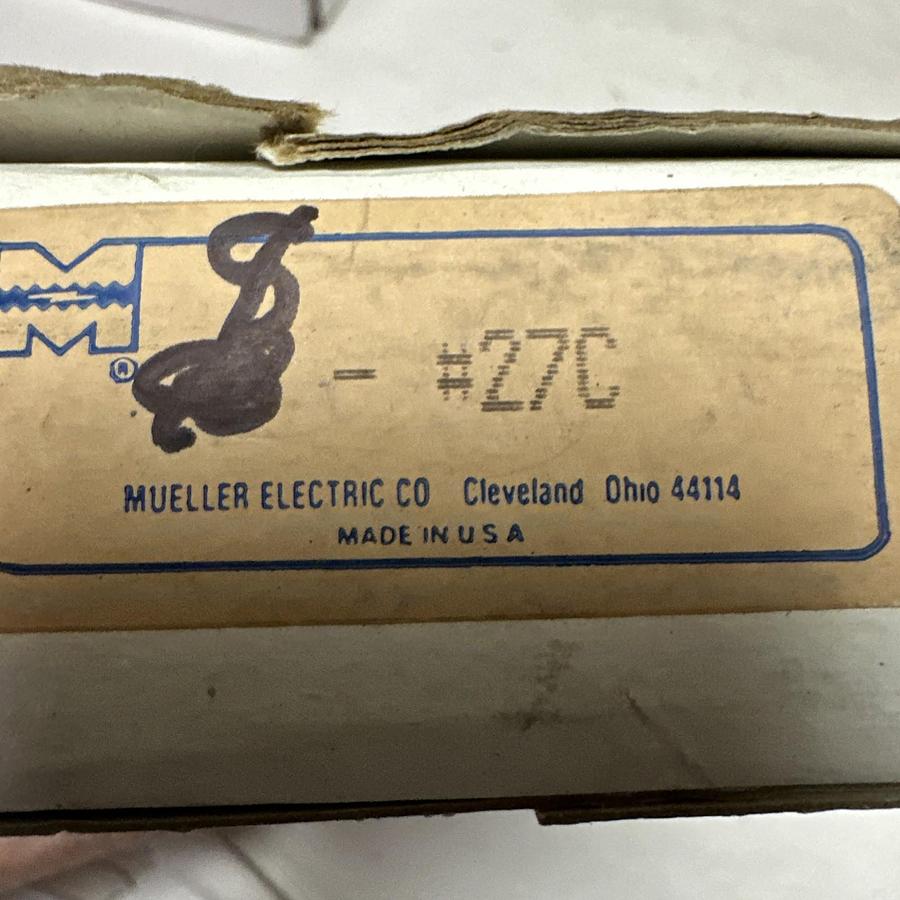 M
®
- #27C
MUELLER ELECTRIC CO Cleveland Ohio 44114
MADE IN U S A